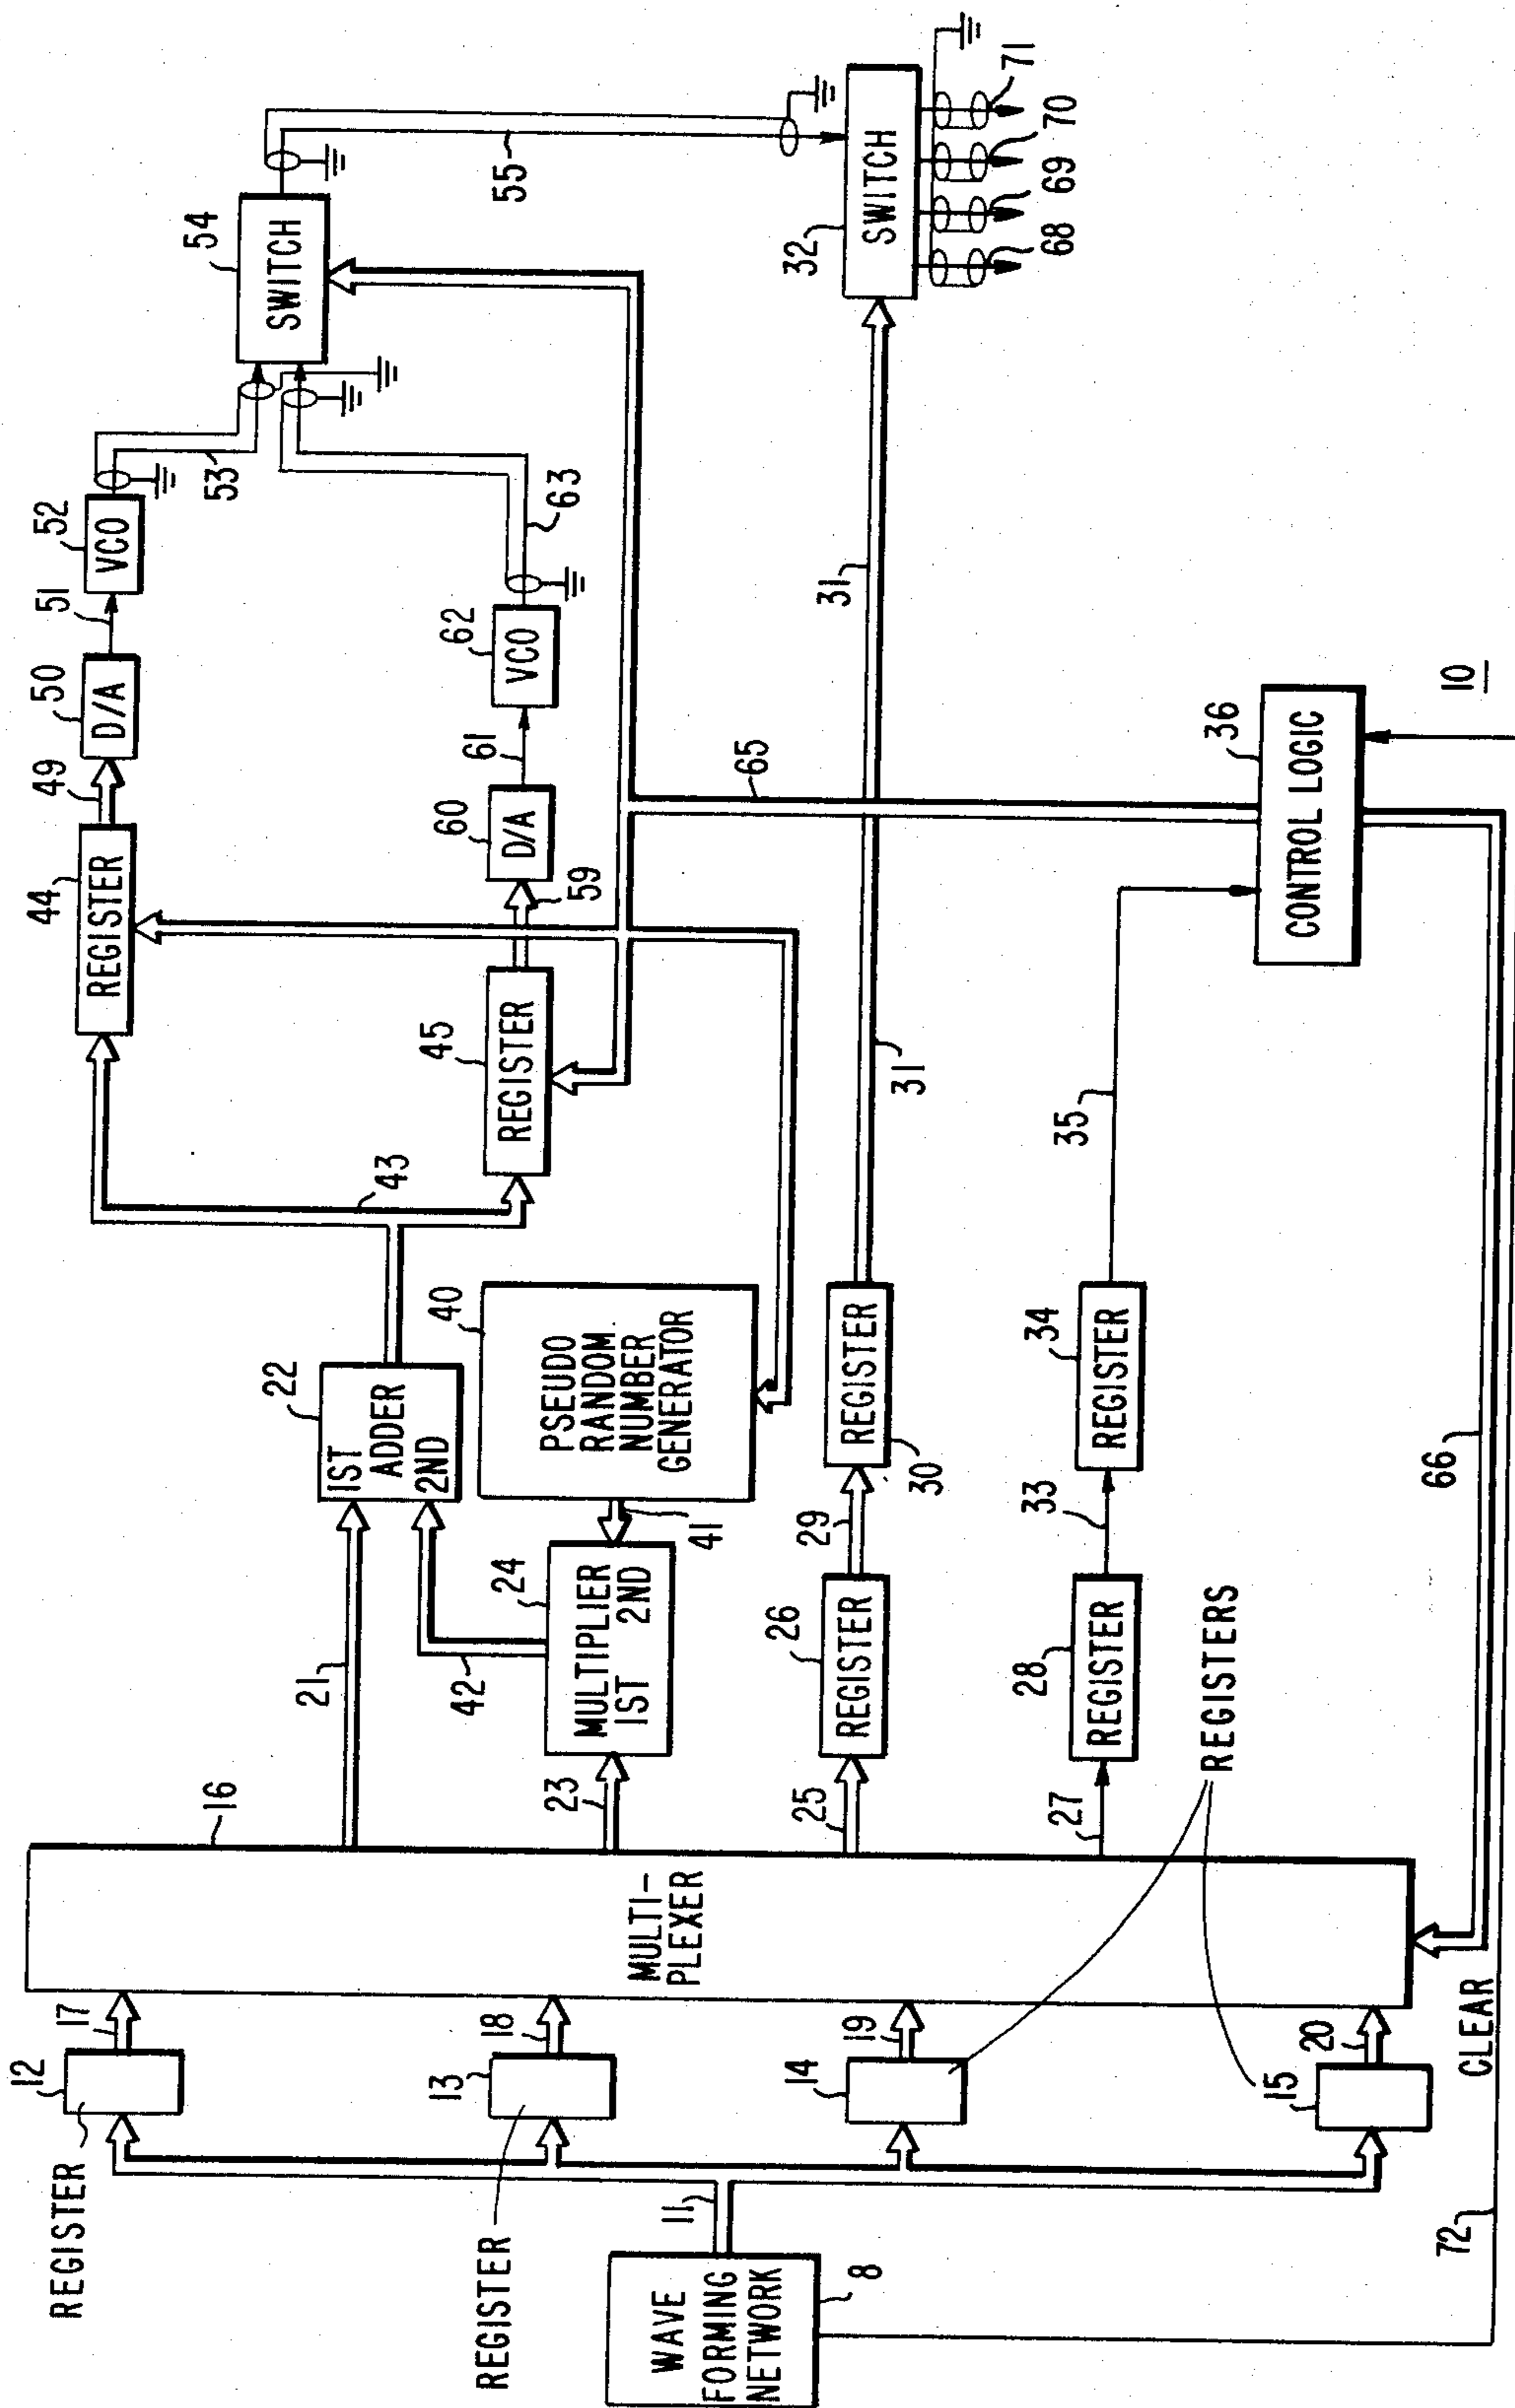 REGISTER
12
17
16
REGISTER
13
18
14
19
15
20
REGISTERS
WAVE
FORMING
NETWORK
8
11
MULTI-
PLEXER
CLEAR
72
66
21
22
1ST
ADDER
2ND
43
23
24
MULTIPLIER
1ST 2ND
42
41
40
PSEUDO
RANDOM
NUMBER
GENERATOR
25
26
REGISTER
29
30
REGISTER
31
31
27
28
REGISTER
33
34
REGISTER
35
36
CONTROL LOGIC
10
65
44
REGISTER
49
50
D/A
51
52
VCO
53
45
REGISTER
59
60
D/A
61
62
VCO
63
54
SWITCH
55
32
SWITCH
68
69
70
71